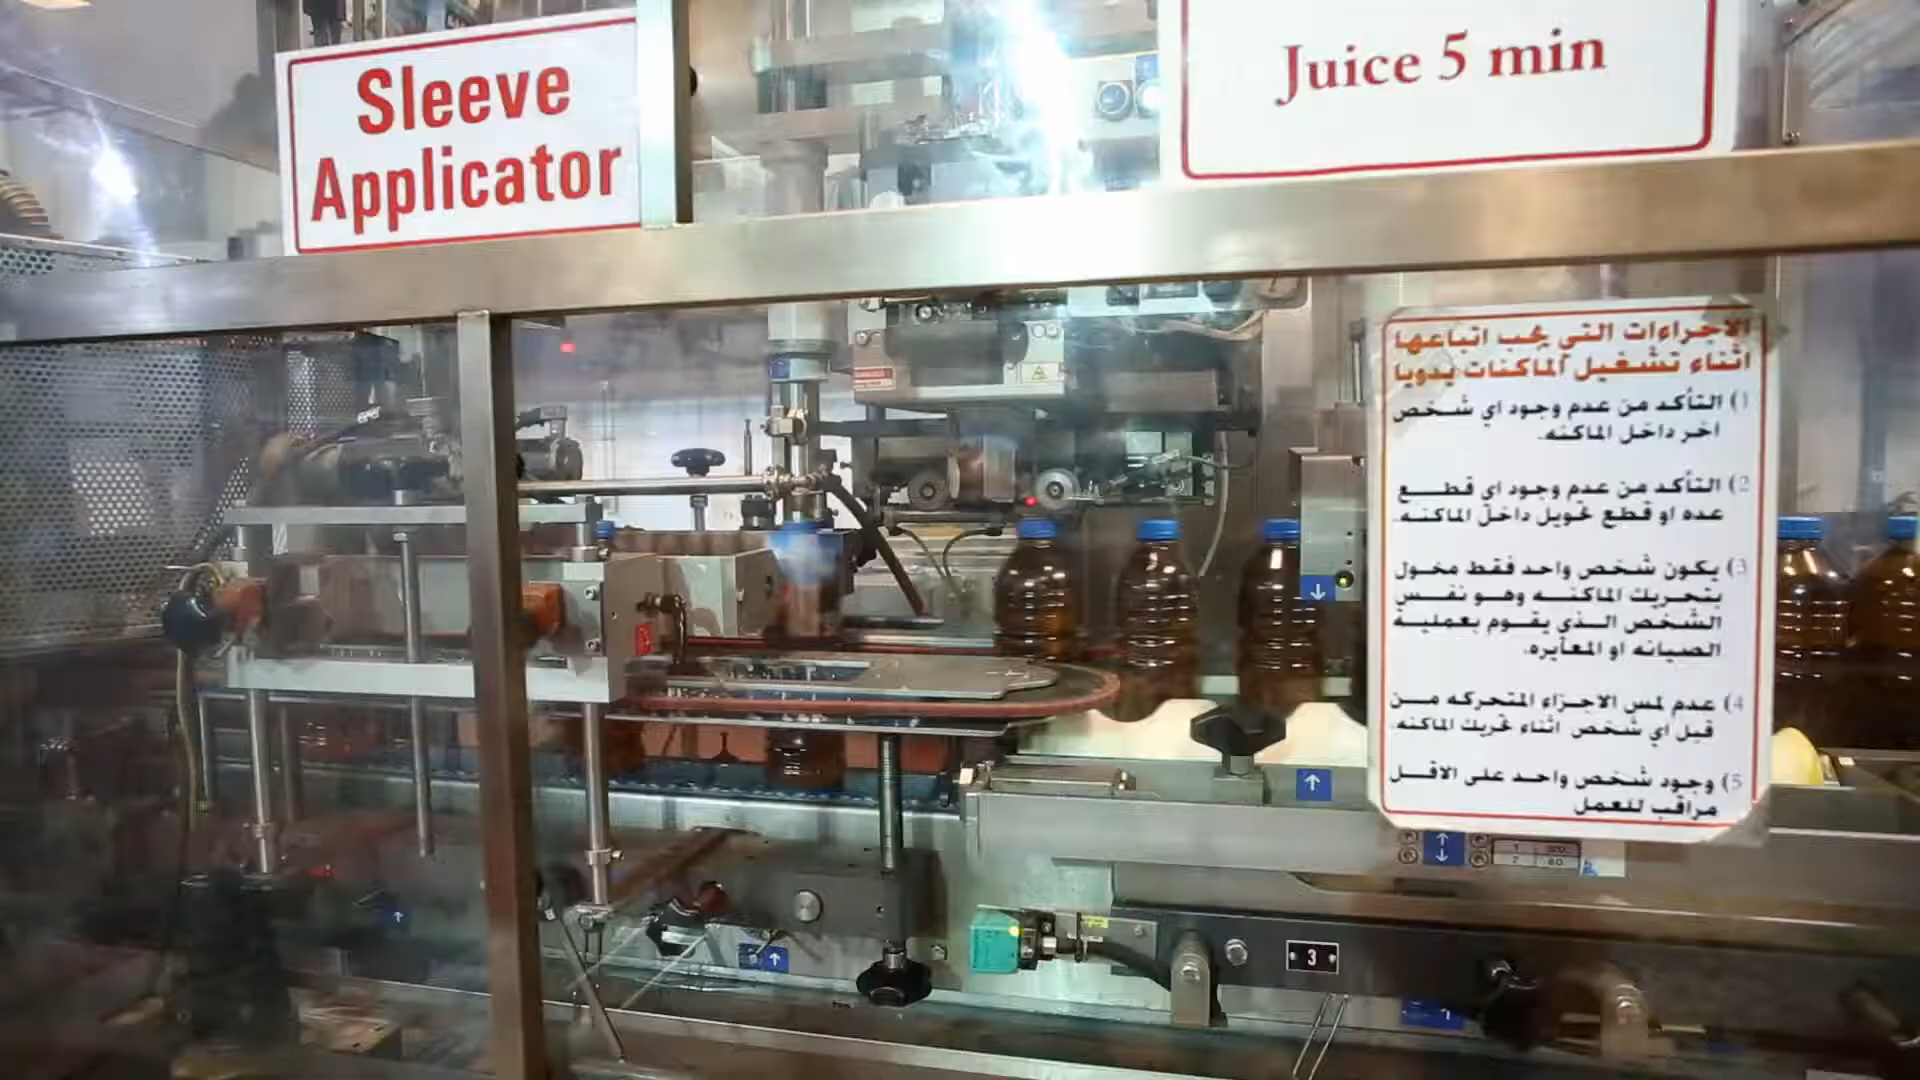 Sleeve
Applicator
Juice 5 min
الاجراءات التي يجب اتباعها
اثناء تشغيل الماكنات يدويا
1) التأكد من عدم وجود اي شخص
اخر داخل الماكنه.
2) التأكد من عدم وجود اي قطع
عده او قطع تحويل داخل الماكنه.
3) يكون شخص واحد فقط مخول
بتحريك الماكنه وهو نفس
الشخص الذي يقوم بعمليه
الصيانه او المعايره.
4) عدم لمس الاجزاء المتحركه من
قبل أي شخص اثناء تحريك الماكنه.
5) وجود شخص واحد على الاقل
مراقب للعمل
3